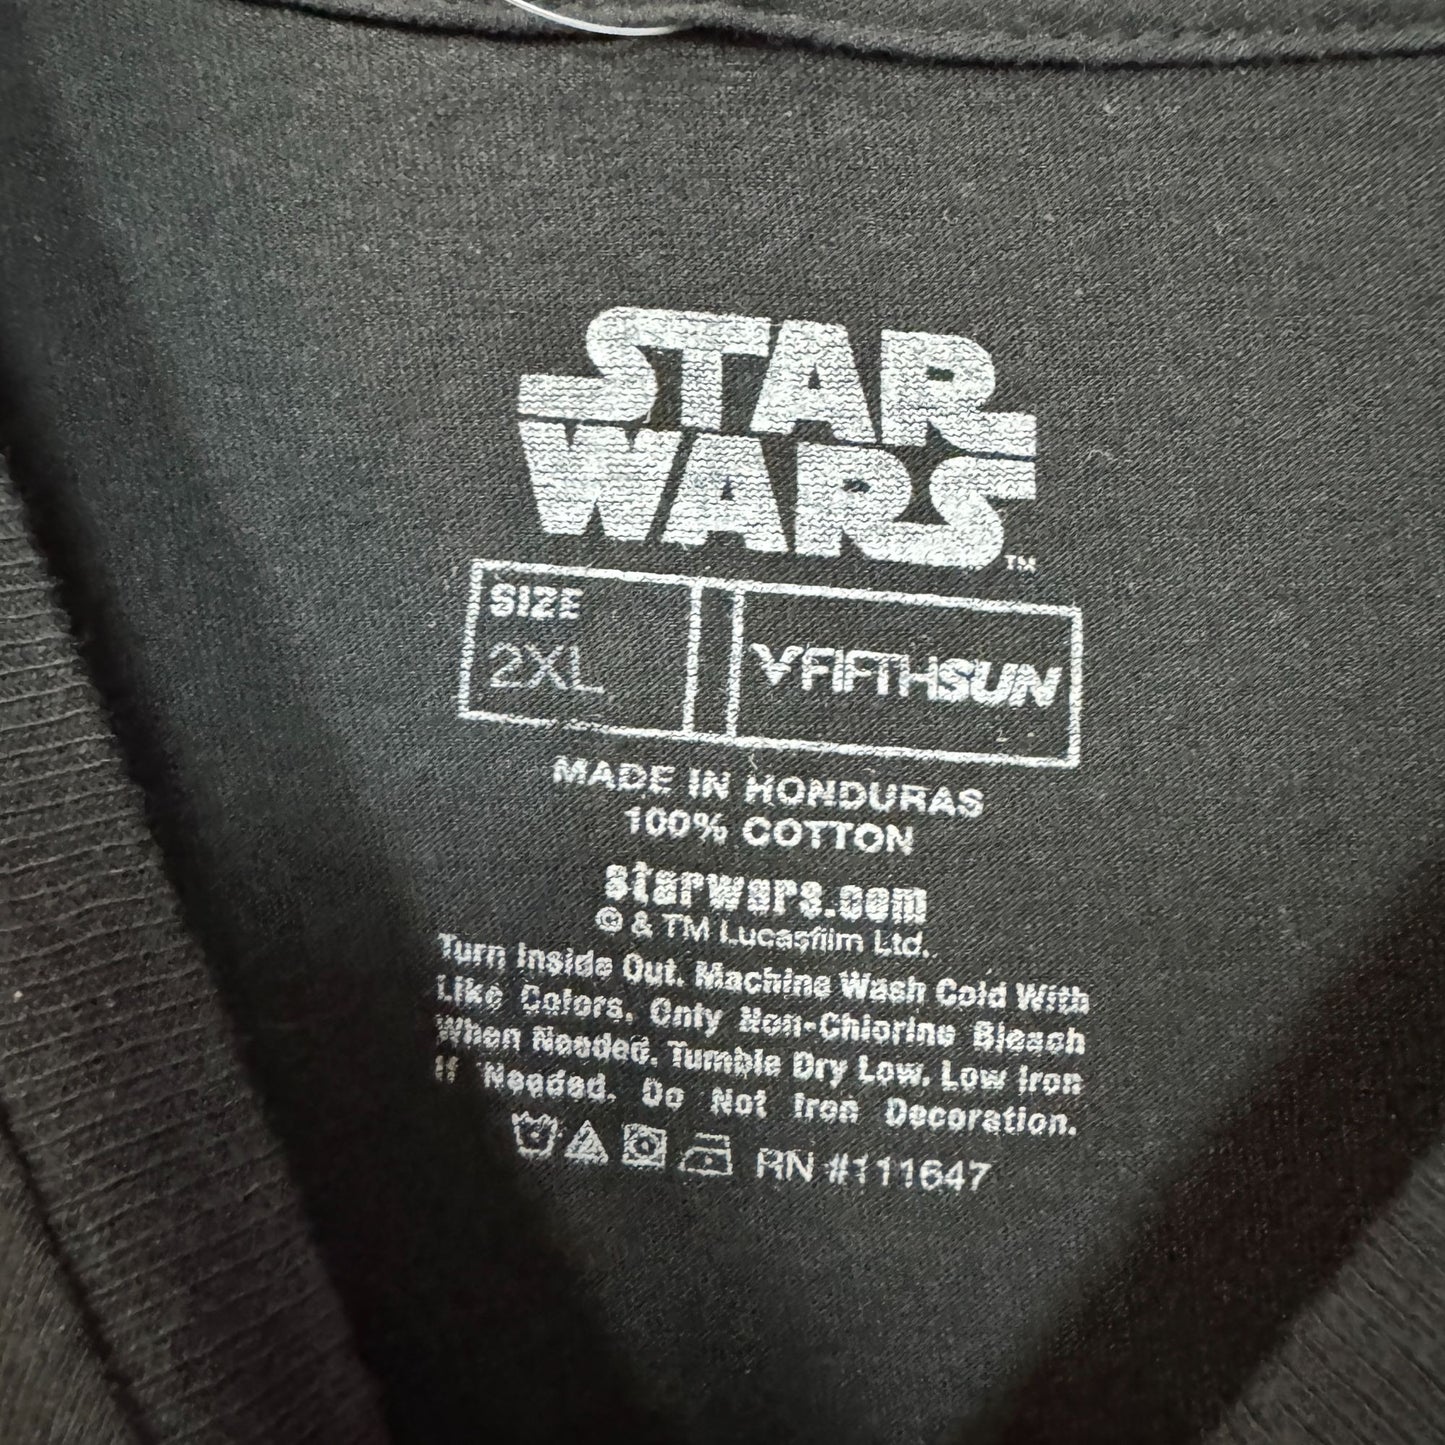 STAR
WARS™
SIZE
2XL
FIFTHSUN
MADE IN HONDURAS
100% COTTON
starwars.com
© & TM Lucasfilm Ltd.
Turn Inside Out. Machine Wash Cold With
Like Colors. Only Non-Chlorine Bleach
When Needed. Tumble Dry Low. Low Iron
If Needed. Do Not Iron Decoration.
RN #111647